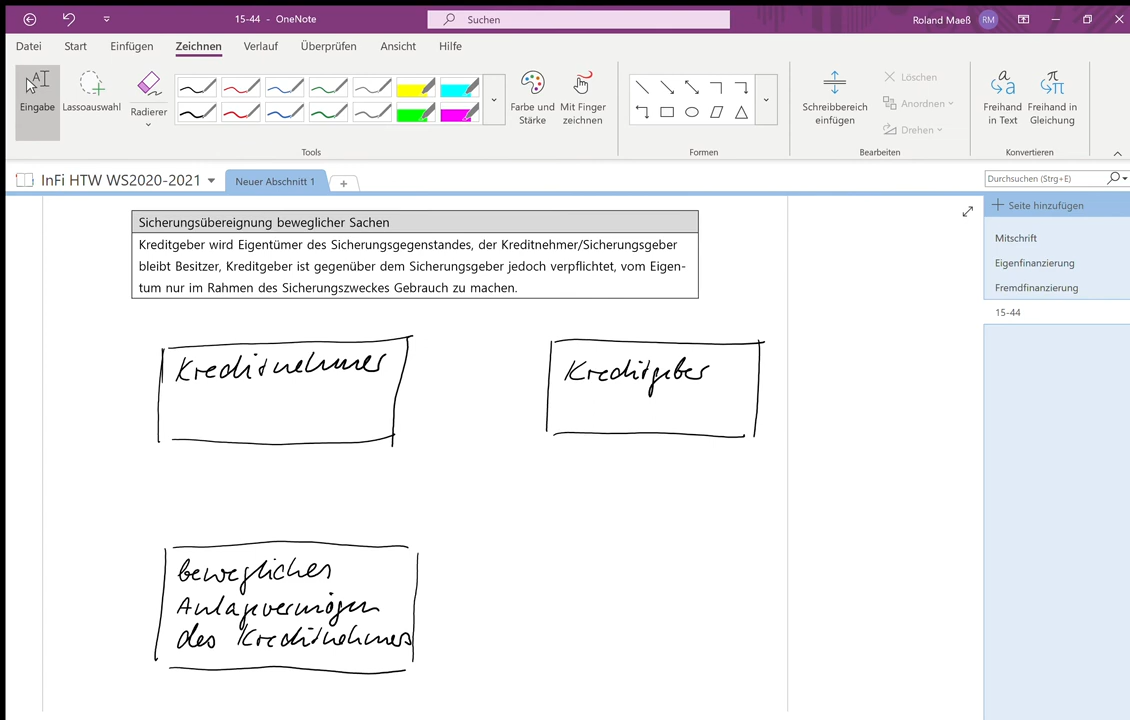 15-44 - OneNote
Suchen
Roland Maeß
RM
Datei Start Einfügen Zeichnen Verlauf Überprüfen Ansicht Hilfe
Eingabe
Lassoauswahl
Radierer
Farbe und Stärke
Mit Finger zeichnen
Schreibbereich einfügen
Löschen
Anordnen
Drehen
Freihand in Text
Freihand in Gleichung
Tools
Formen
Bearbeiten
Konvertieren
InFi HTW WS2020-2021
Neuer Abschnitt 1
Durchsuchen (Strg+E)
Seite hinzufügen
Mitschrift
Eigenfinanzierung
Fremdfinanzierung
15-44
Sicherungsübereignung beweglicher Sachen
Kreditgeber wird Eigentümer des Sicherungsgegenstandes, der Kreditnehmer/Sicherungsgeber
bleibt Besitzer, Kreditgeber ist gegenüber dem Sicherungsgeber jedoch verpflichtet, vom Eigen-
tum nur im Rahmen des Sicherungszweckes Gebrauch zu machen.
Kreditnehmer
Kreditgeber
bewegliches
Anlagevermögen
des Kreditnehmers